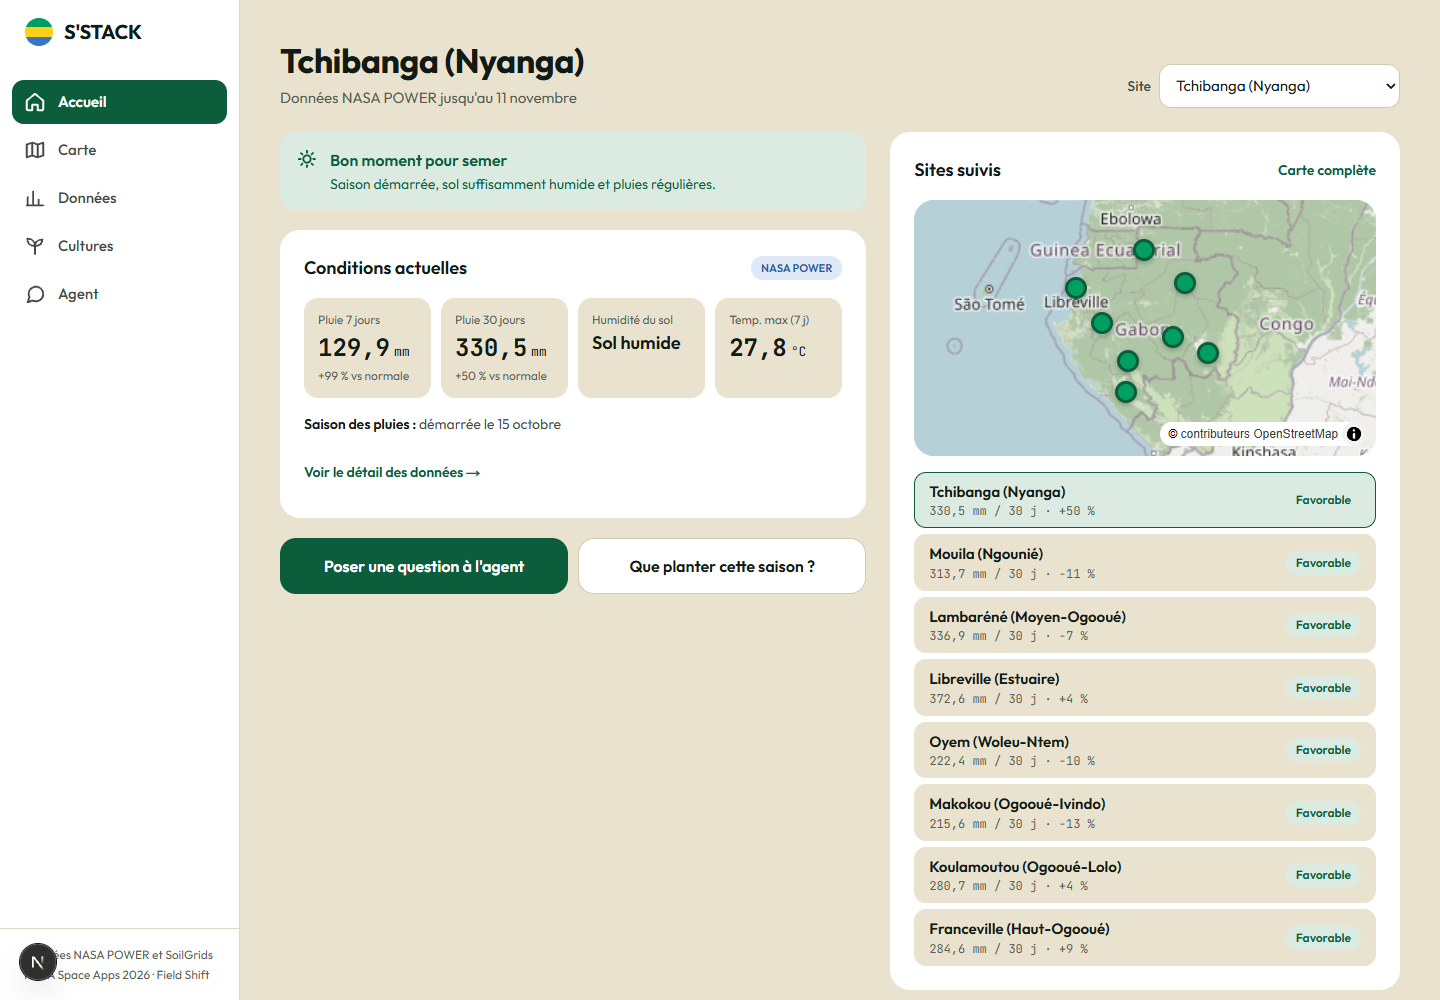 S'STACK
Accueil
Carte
Données
Cultures
Agent
ées NASA POWER et SoilGrids
Space Apps 2026 · Field Shift
N
Tchibanga (Nyanga)
Données NASA POWER jusqu'au 11 novembre
Site
Tchibanga (Nyanga)
Bon moment pour semer
Saison démarrée, sol suffisamment humide et pluies régulières.
Conditions actuelles
NASA POWER
Pluie 7 jours
129,9 mm
+99 % vs normale
Pluie 30 jours
330,5 mm
+50 % vs normale
Humidité du sol
Sol humide
Temp. max (7 j)
27,8 °C
Saison des pluies : démarrée le 15 octobre
Voir le détail des données →
Poser une question à l'agent
Que planter cette saison ?
Sites suivis
Carte complète
Ebolowa
Guinea Ecuatorial
São Tomé
Libreville
Gabon
Congo
Équ
Mai-Nd
Kinshasa
© contributeurs OpenStreetMap
Tchibanga (Nyanga)
330,5 mm / 30 j · +50 %
Favorable
Mouila (Ngounié)
313,7 mm / 30 j · -11 %
Favorable
Lambaréné (Moyen-Ogooué)
336,9 mm / 30 j · -7 %
Favorable
Libreville (Estuaire)
372,6 mm / 30 j · +4 %
Favorable
Oyem (Woleu-Ntem)
222,4 mm / 30 j · -10 %
Favorable
Makokou (Ogooué-Ivindo)
215,6 mm / 30 j · -13 %
Favorable
Koulamoutou (Ogooué-Lolo)
280,7 mm / 30 j · +4 %
Favorable
Franceville (Haut-Ogooué)
284,6 mm / 30 j · +9 %
Favorable